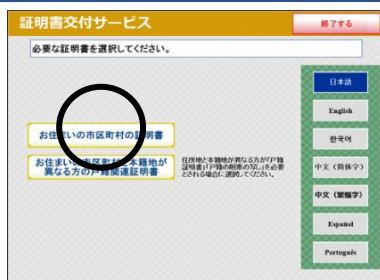 証明書交付サービス
終了する
必要な証明書を選択してください。
日本語
English
お住まいの市区町村の証明書
한국어
お住まいの市区町村と本籍地が
異なる方の戸籍関連証明書
住所地と本籍地が異なる方が「戸籍
証明書」「戸籍の附票の写し」を必要
とされる場合に選択してください。
中文（简体字）
中文（繁體字）
Español
Português